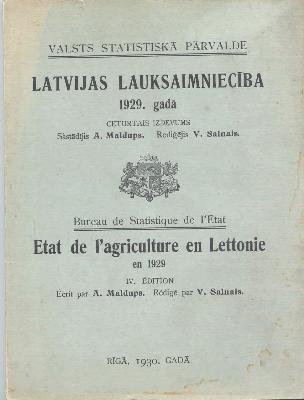 VALSTS STATISTISKĀ PĀRVALDE
LATVIJAS LAUKSAIMNIECĪBA
1929. gadā
CETURTAIS IZDEVUMS
Sastādījis A. Maldups. Rediģējis V. Salnais.
Bureau de Statistique de l'Etat
Etat de l'agriculture en Lettonie
en 1929
IV. ÉDITION
Écrit par A. Maldups. Rédigé par V. Salnais.
RĪGĀ, 1930. GADĀ.